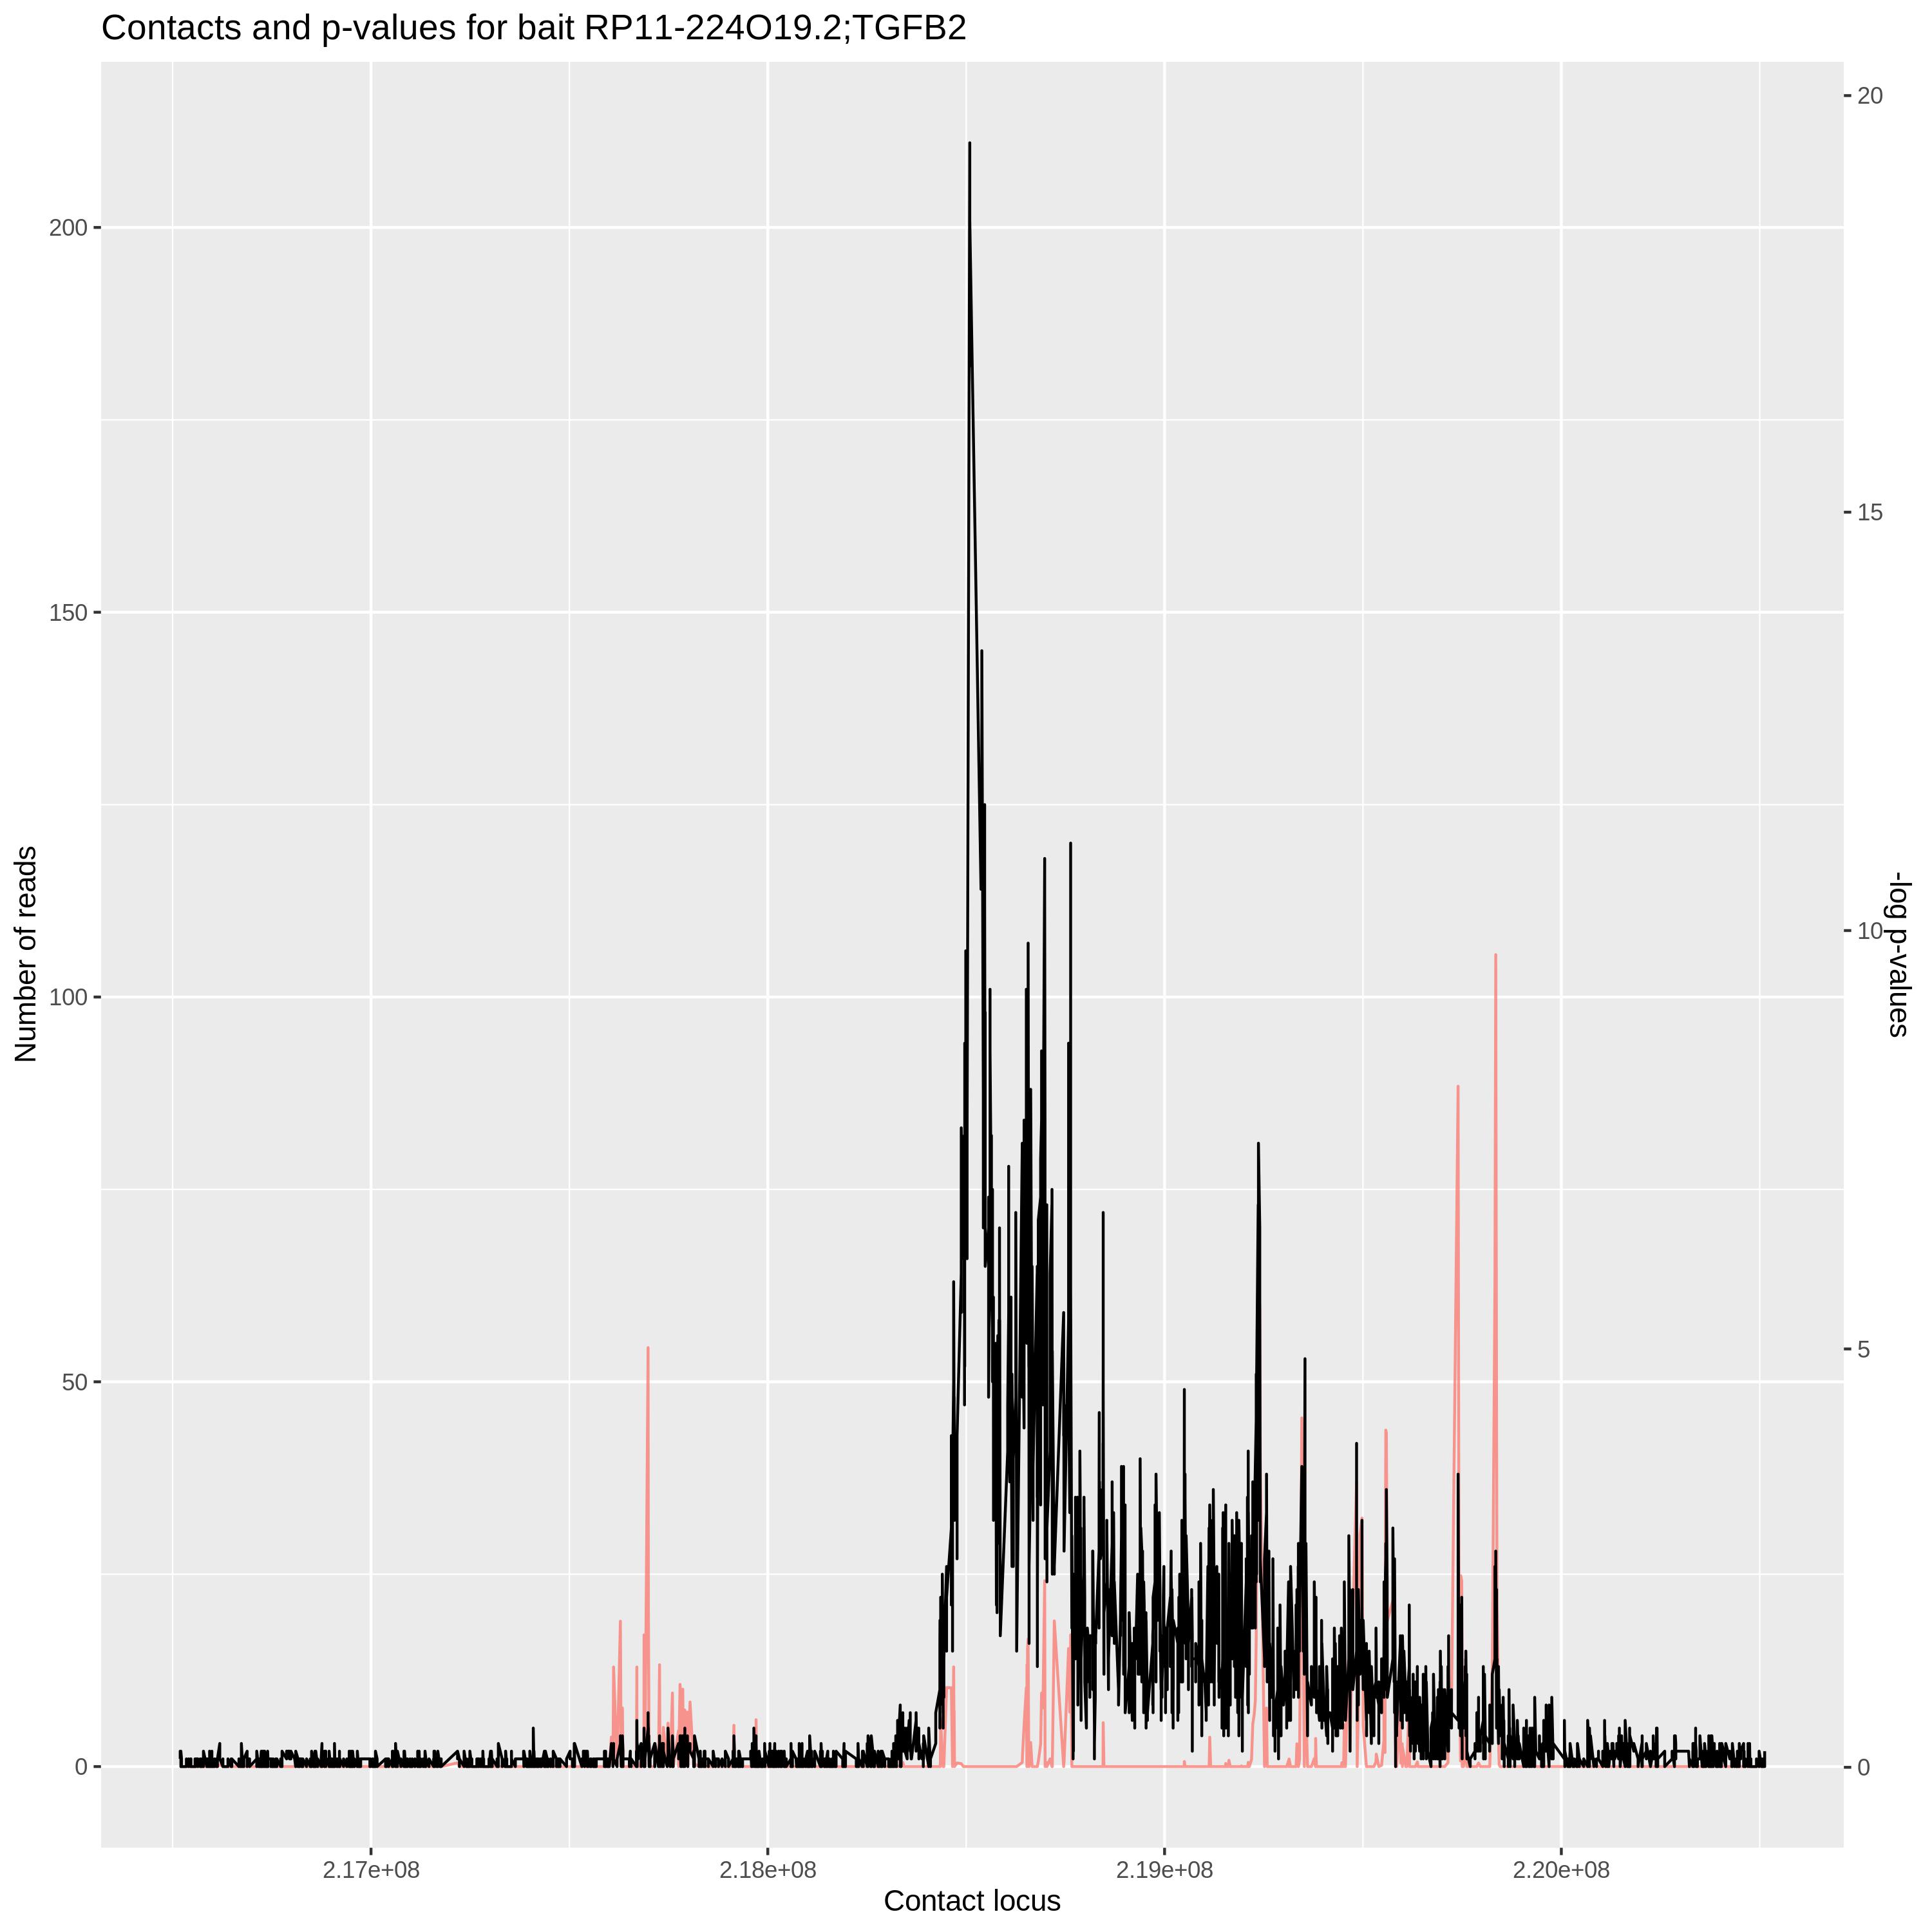 Contacts and p-values for bait RP11-224O19.2;TGFB2
Number of reads
200
150
100
50
0
20
15
10
5
0
-log p-values
2.17e+08
2.18e+08
2.19e+08
2.20e+08
Contact locus